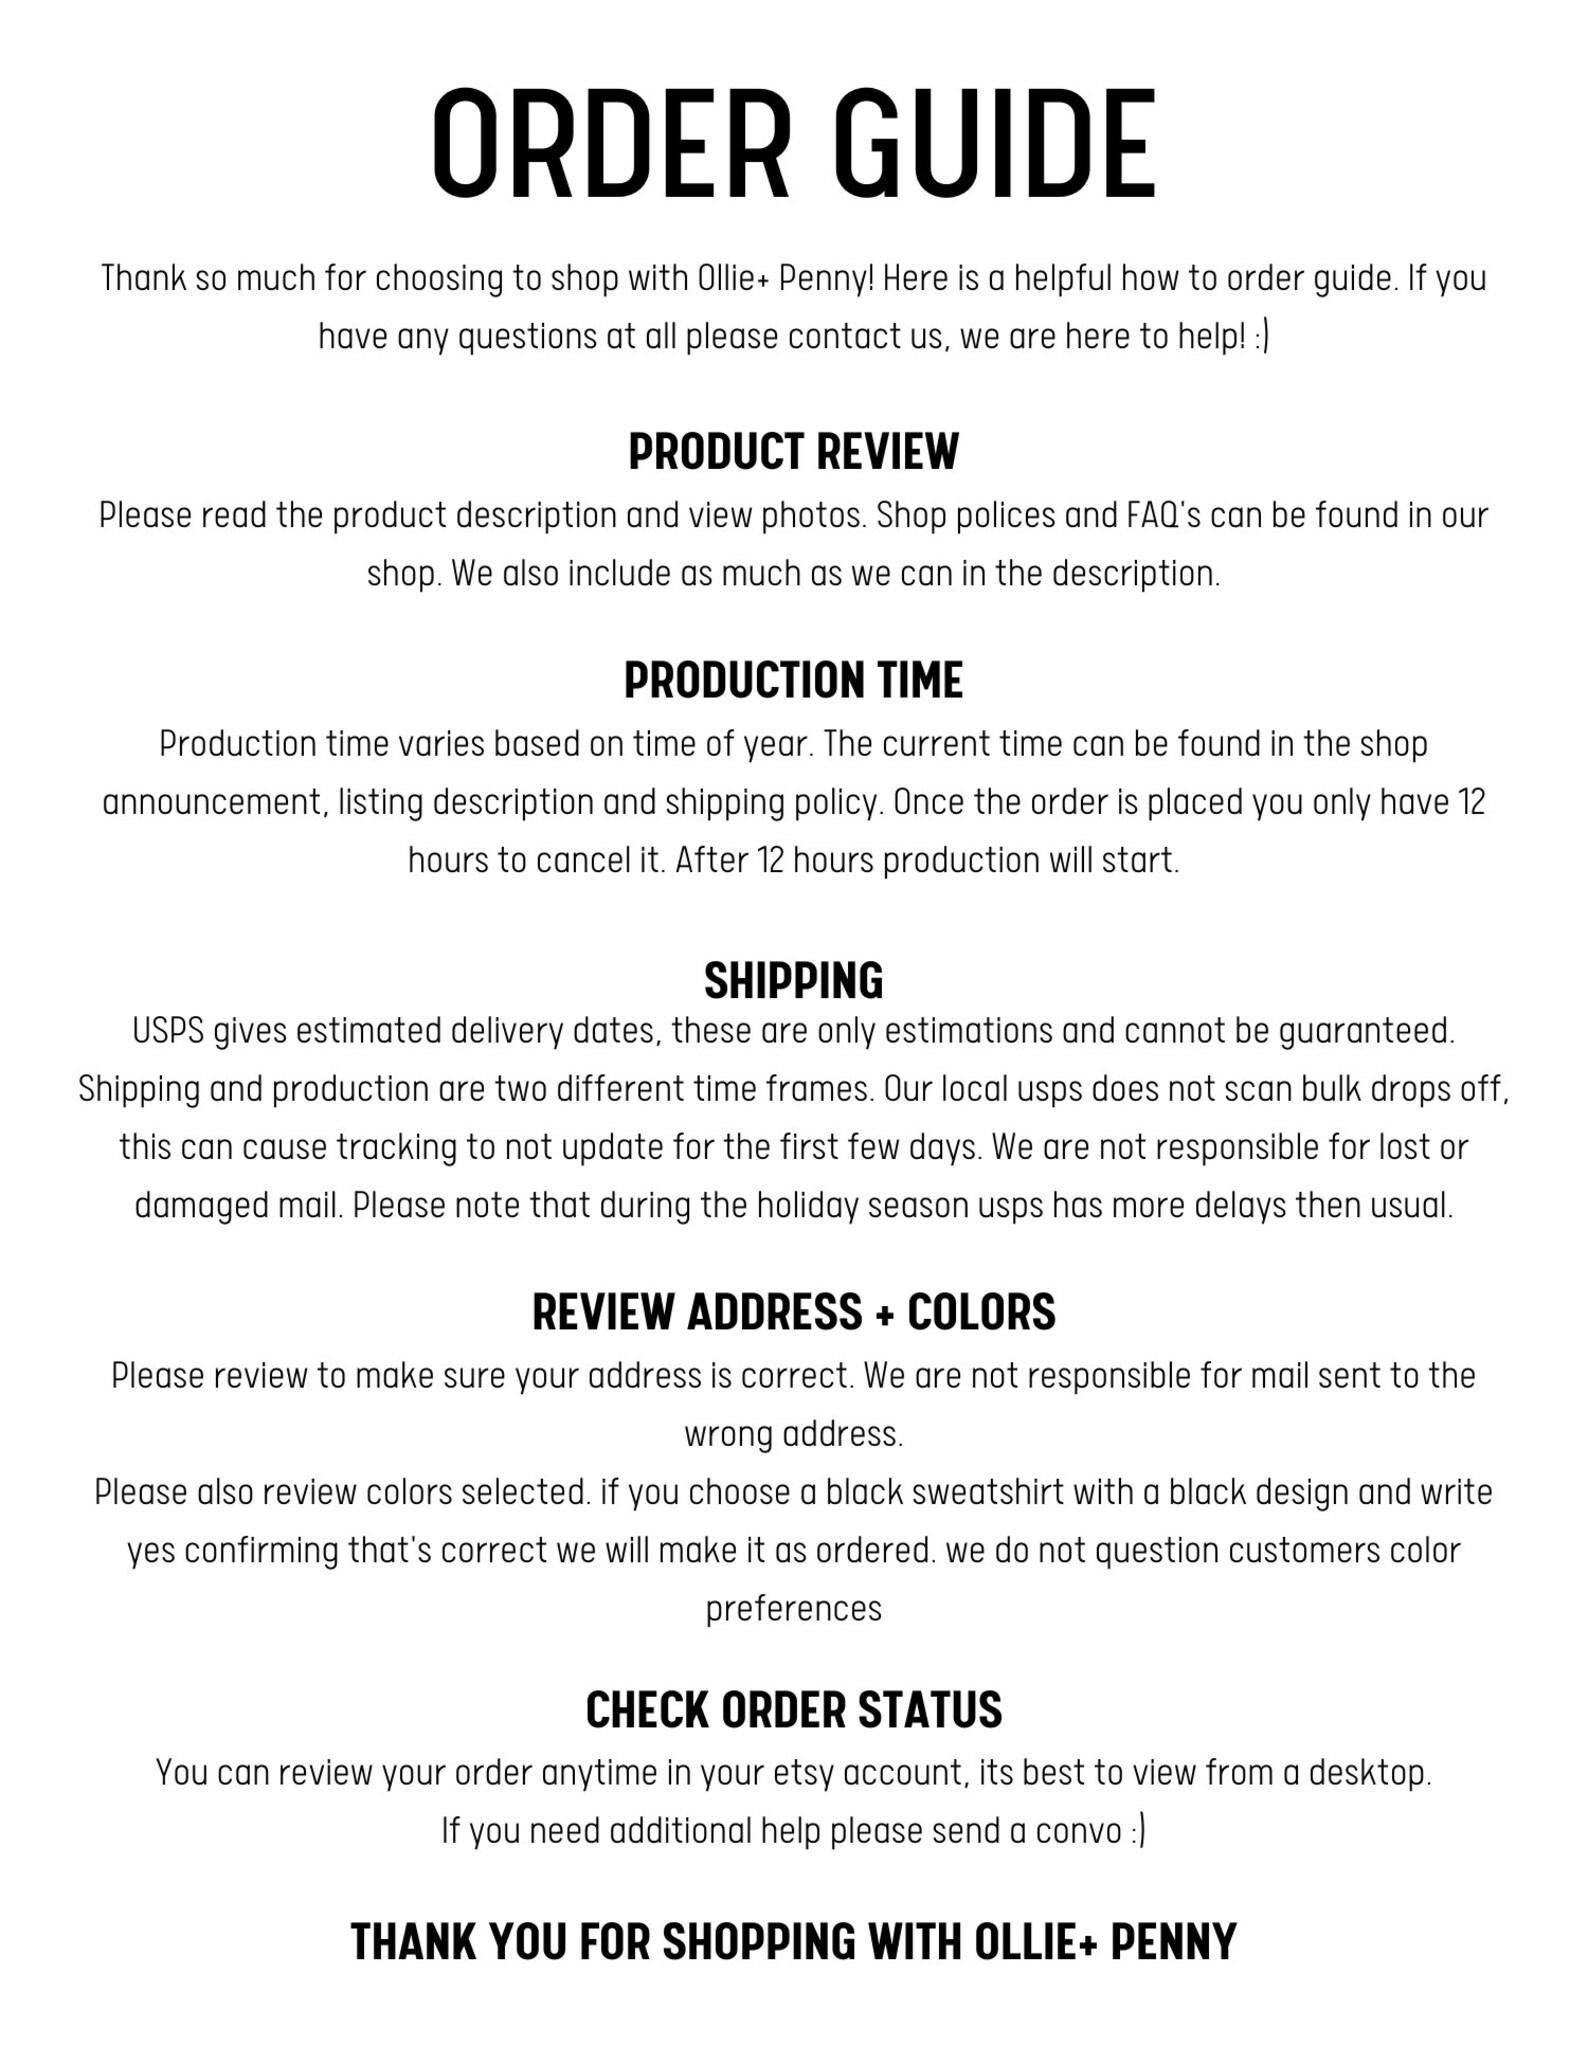 ORDER GUIDE
Thank so much for choosing to shop with Ollie+ Penny! Here is a helpful how to order guide. If you
have any questions at all please contact us, we are here to help! :)
PRODUCT REVIEW
Please read the product description and view photos. Shop polices and FAQ's can be found in our
shop. We also include as much as we can in the description.
PRODUCTION TIME
Production time varies based on time of year. The current time can be found in the shop
announcement, listing description and shipping policy. Once the order is placed you only have 12
hours to cancel it. After 12 hours production will start.
SHIPPING
USPS gives estimated delivery dates, these are only estimations and cannot be guaranteed.
Shipping and production are two different time frames. Our local usps does not scan bulk drops off,
this can cause tracking to not update for the first few days. We are not responsible for lost or
damaged mail. Please note that during the holiday season usps has more delays then usual.
REVIEW ADDRESS + COLORS
Please review to make sure your address is correct. We are not responsible for mail sent to the
wrong address.
Please also review colors selected. if you choose a black sweatshirt with a black design and write
yes confirming that's correct we will make it as ordered. we do not question customers color
preferences
CHECK ORDER STATUS
You can review your order anytime in your etsy account, its best to view from a desktop.
If you need additional help please send a convo :)
THANK YOU FOR SHOPPING WITH OLLIE+ PENNY